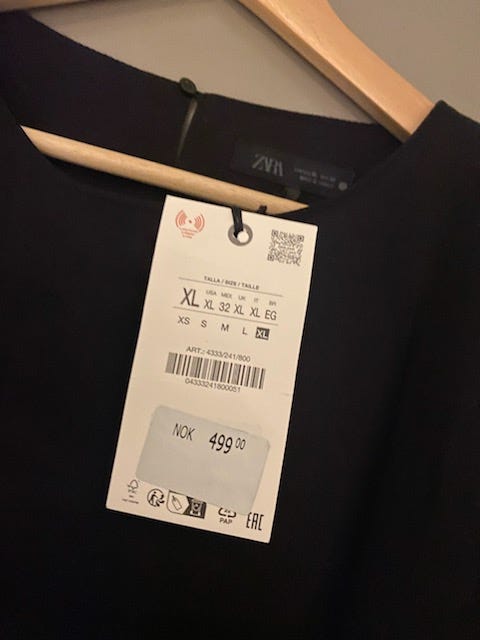 ZARA
TALLA / SIZE / TAILLE
USA MEX UK IT BR
XL XL 32 XL XL EG
XS S M L XL
ART.: 4333/241/800
04333241800051
NOK 499 00
PAP
EAC